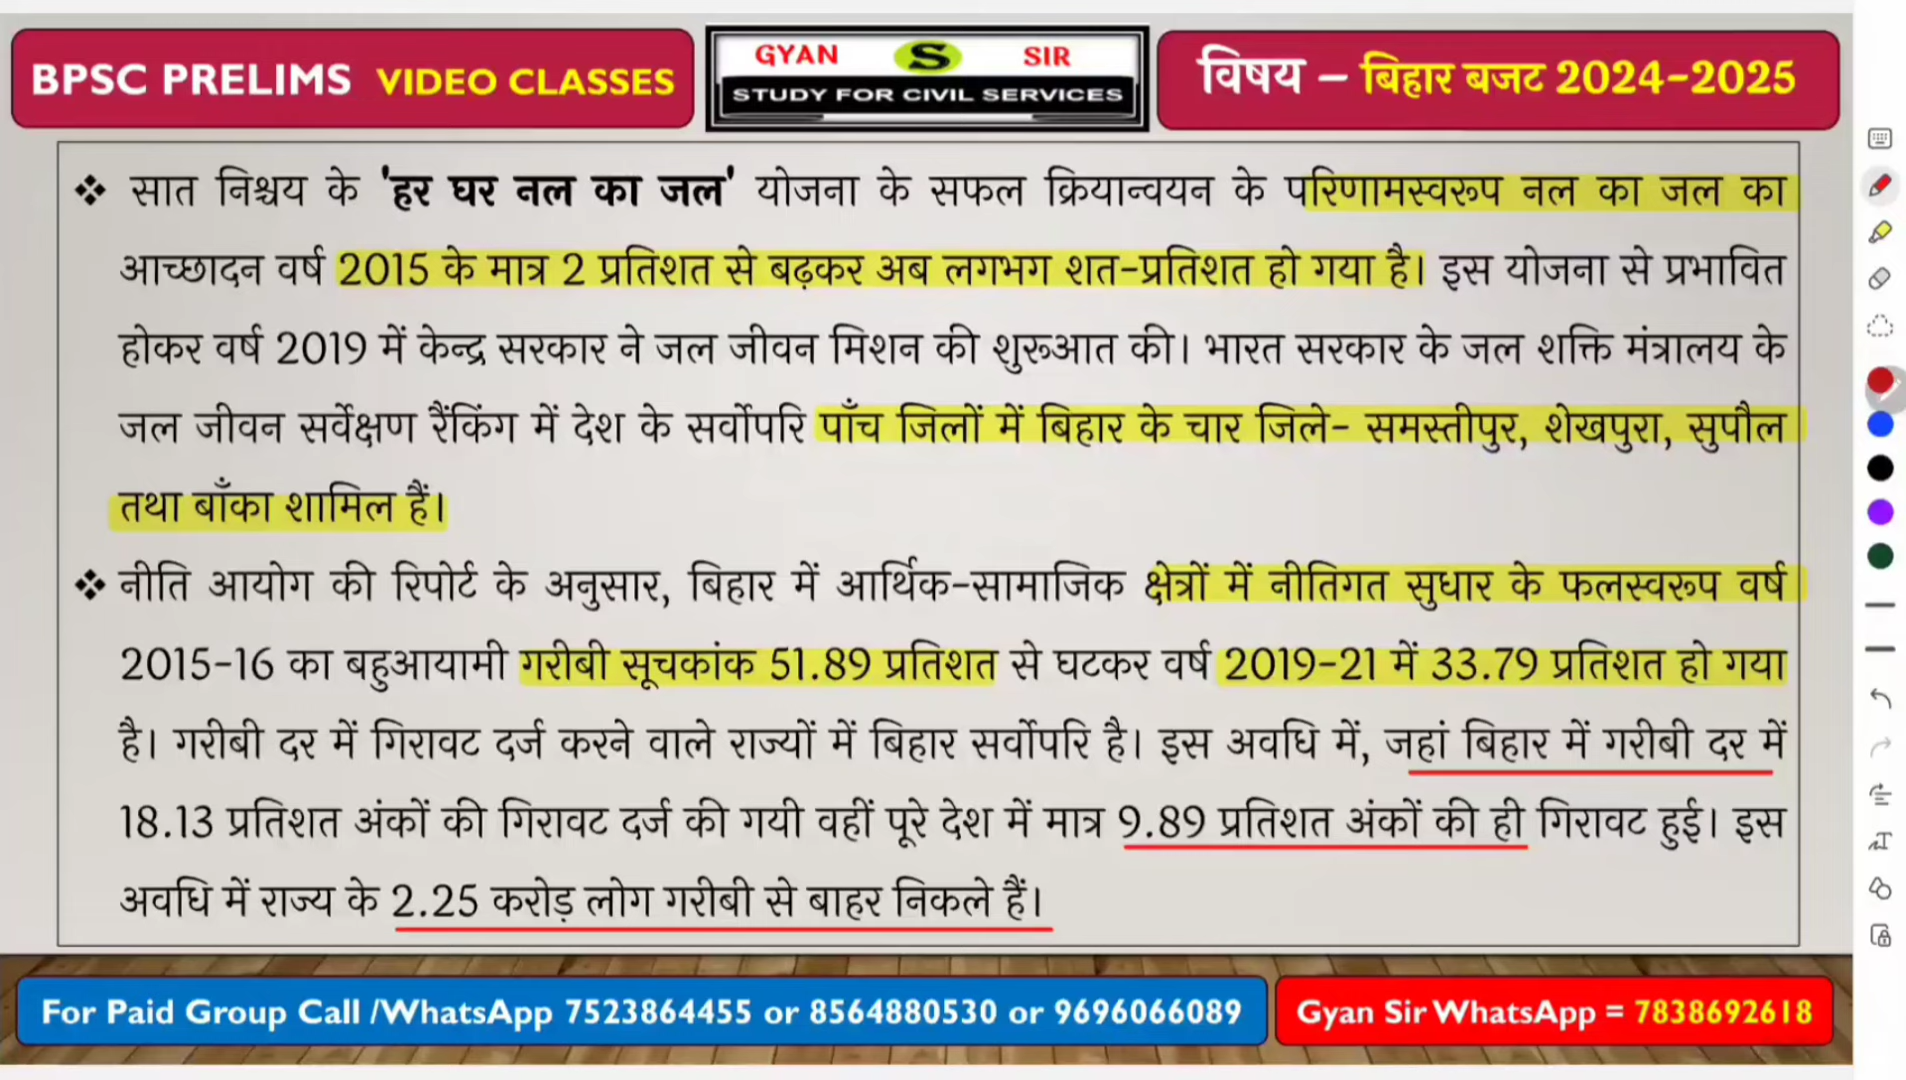 BPSC PRELIMS VIDEO CLASSES
GYAN S SIR
STUDY FOR CIVIL SERVICES
विषय – बिहार बजट 2024-2025
❖ सात निश्चय के 'हर घर नल का जल' योजना के सफल क्रियान्वयन के परिणामस्वरूप नल का जल का
आच्छादन वर्ष 2015 के मात्र 2 प्रतिशत से बढ़कर अब लगभग शत-प्रतिशत हो गया है। इस योजना से प्रभावित
होकर वर्ष 2019 में केन्द्र सरकार ने जल जीवन मिशन की शुरूआत की। भारत सरकार के जल शक्ति मंत्रालय के
जल जीवन सर्वेक्षण रैंकिंग में देश के सर्वोपरि पाँच जिलों में बिहार के चार जिले- समस्तीपुर, शेखपुरा, सुपौल
तथा बाँका शामिल हैं।
❖ नीति आयोग की रिपोर्ट के अनुसार, बिहार में आर्थिक-सामाजिक क्षेत्रों में नीतिगत सुधार के फलस्वरूप वर्ष
2015-16 का बहुआयामी गरीबी सूचकांक 51.89 प्रतिशत से घटकर वर्ष 2019-21 में 33.79 प्रतिशत हो गया
है। गरीबी दर में गिरावट दर्ज करने वाले राज्यों में बिहार सर्वोपरि है। इस अवधि में, जहां बिहार में गरीबी दर में
18.13 प्रतिशत अंकों की गिरावट दर्ज की गयी वहीं पूरे देश में मात्र 9.89 प्रतिशत अंकों की ही गिरावट हुई। इस
अवधि में राज्य के 2.25 करोड़ लोग गरीबी से बाहर निकले हैं।
For Paid Group Call /WhatsApp 7523864455 or 8564880530 or 9696066089
Gyan Sir WhatsApp = 7838692618